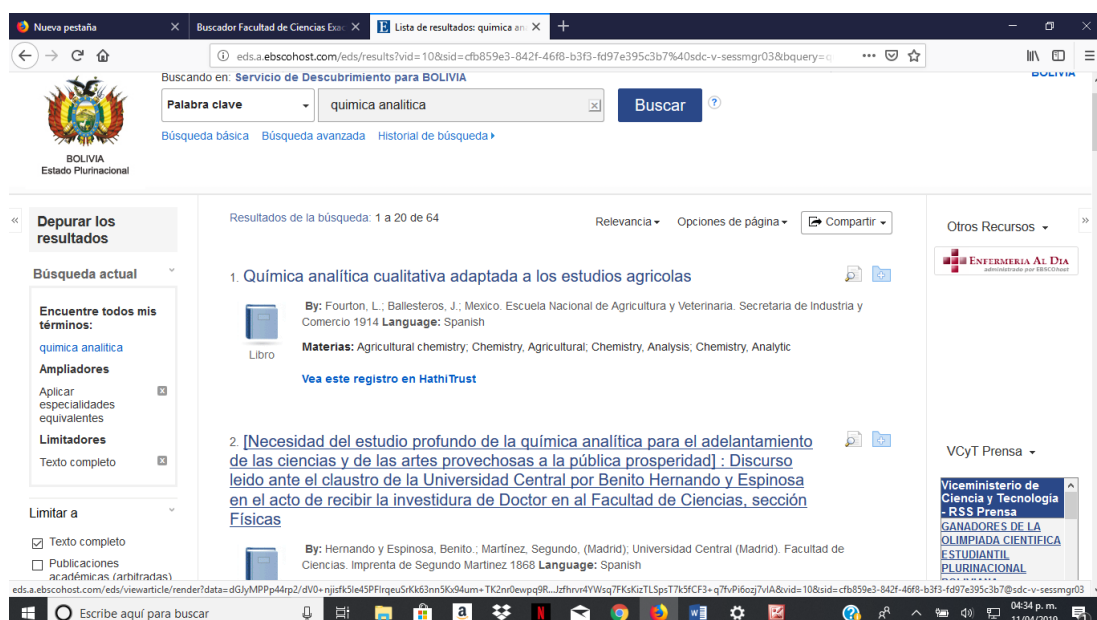 Nueva pestaña
Buscador Facultad de Ciencias Exac
Lista de resultados: quimica an
eds.a.ebscohost.com/eds/results?vid=10&sid=cfb859e3-842f-46f8-b3f3-fd97e395c3b7%40sdc-v-sessmgr03&bquery=q
BOLIVIA
Buscando en: Servicio de Descubrimiento para BOLIVIA
Palabra clave
quimica analitica
Buscar
Búsqueda básica Búsqueda avanzada Historial de búsqueda
BOLIVIA
Estado Plurinacional
Depurar los
resultados
Búsqueda actual
Encuentre todos mis
términos:
quimica analitica
Ampliadores
Aplicar
especialidades
equivalentes
Limitadores
Texto completo
Limitar a
Texto completo
Publicaciones
académicas (arbitradas)
Resultados de la búsqueda: 1 a 20 de 64
Relevancia Opciones de página Compartir
1. Química analítica cualitativa adaptada a los estudios agricolas
By: Fourton, L.; Ballesteros, J.; Mexico. Escuela Nacional de Agricultura y Veterinaria. Secretaria de Industria y
Comercio 1914 Language: Spanish
Libro
Materias: Agricultural chemistry; Chemistry, Agricultural; Chemistry, Analysis; Chemistry, Analytic
Vea este registro en HathiTrust
2. [Necesidad del estudio profundo de la química analítica para el adelantamiento
de las ciencias y de las artes provechosas a la pública prosperidad] : Discurso
leido ante el claustro de la Universidad Central por Benito Hernando y Espinosa
en el acto de recibir la investidura de Doctor en al Facultad de Ciencias, sección
Físicas
By: Hernando y Espinosa, Benito.; Martínez, Segundo, (Madrid); Universidad Central (Madrid). Facultad de
Ciencias. Imprenta de Segundo Martinez 1868 Language: Spanish
Otros Recursos
ENFERMERIA AL DIA
administrada por EBSCOhost
VCyT Prensa
Viceministerio de
Ciencia y Tecnología
- RSS Prensa
GANADORES DE LA
OLIMPIADA CIENTIFICA
ESTUDIANTIL
PLURINACIONAL
Escribe aquí para buscar
04:34 p. m.
11/04/2019